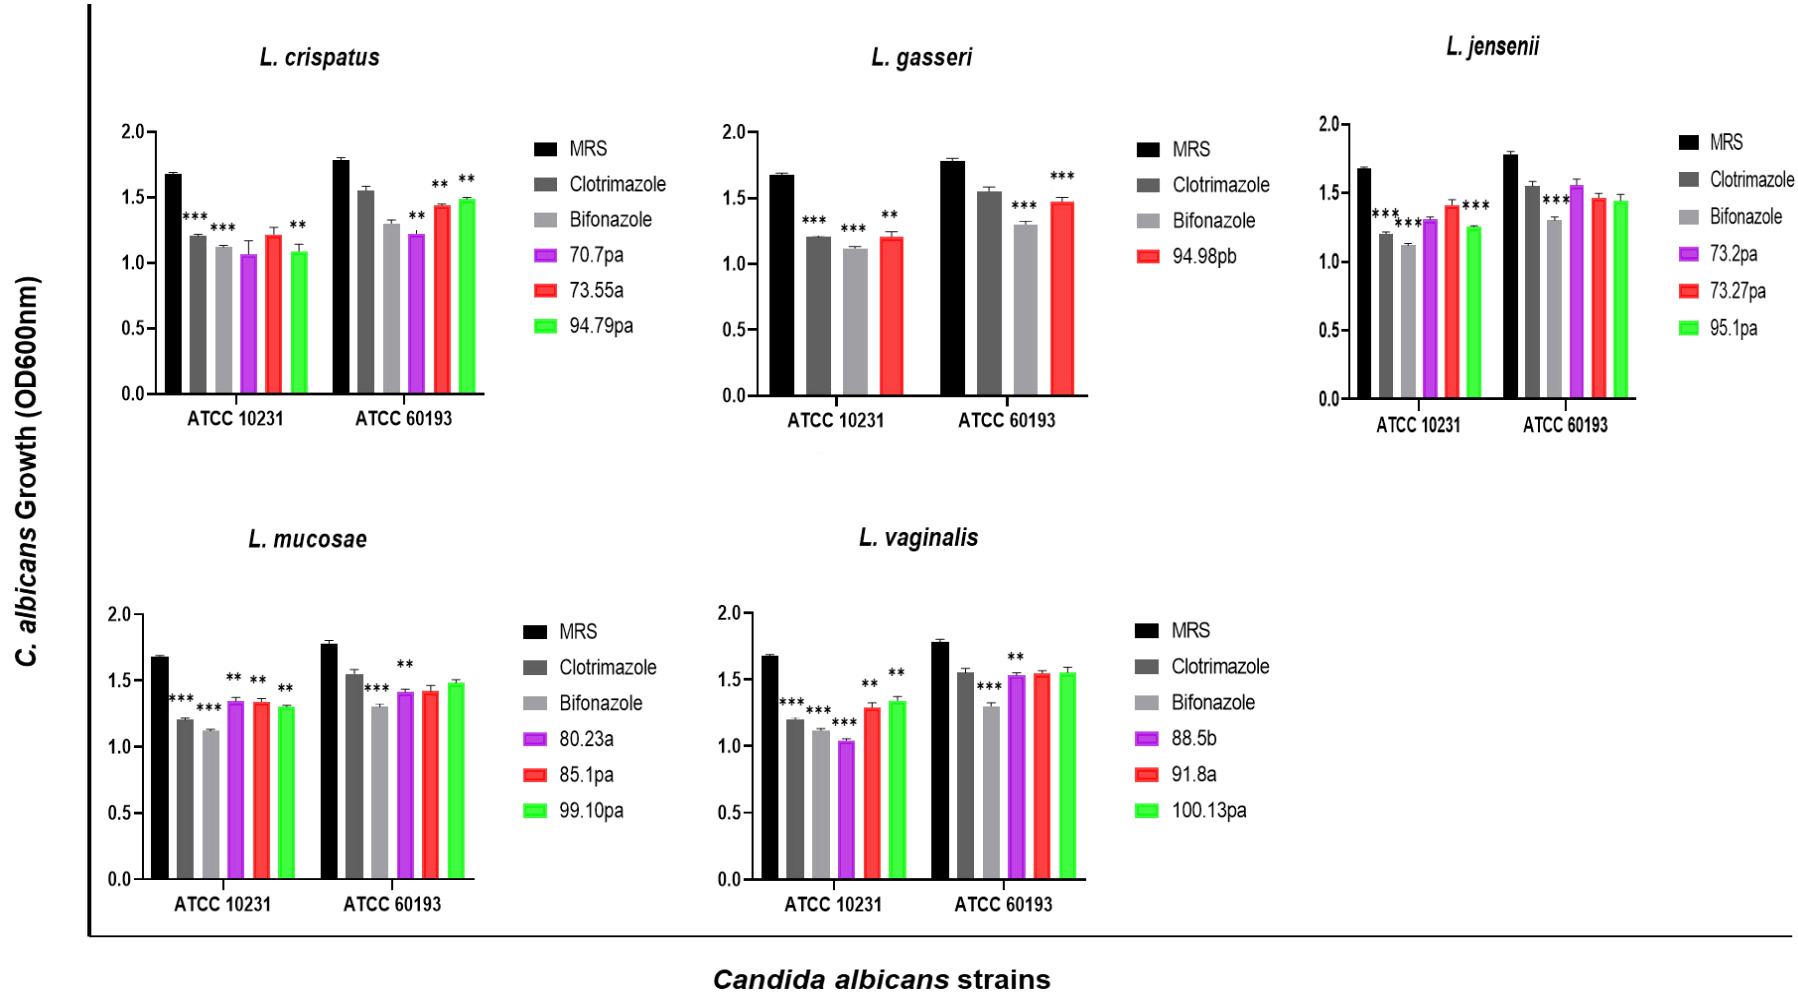 C. albicans Growth (OD600nm)
L. crispatus
2.0
1.5
1.0
0.5
0.0
*** *** ** ** ** **
ATCC 10231 ATCC 60193
MRS
Clotrimazole
Bifonazole
70.7pa
73.55a
94.79pa
L. gasseri
2.0
1.5
1.0
0.5
0.0
*** *** ** *** ***
ATCC 10231 ATCC 60193
MRS
Clotrimazole
Bifonazole
94.98pb
L. jensenii
2.0
1.5
1.0
0.5
0.0
*** *** *** ***
ATCC 10231 ATCC 60193
MRS
Clotrimazole
Bifonazole
73.2pa
73.27pa
95.1pa
L. mucosae
2.0
1.5
1.0
0.5
0.0
*** *** ** ** ** *** **
ATCC 10231 ATCC 60193
MRS
Clotrimazole
Bifonazole
80.23a
85.1pa
99.10pa
L. vaginalis
2.0
1.5
1.0
0.5
0.0
*** *** *** ** ** *** **
ATCC 10231 ATCC 60193
MRS
Clotrimazole
Bifonazole
88.5b
91.8a
100.13pa
Candida albicans strains